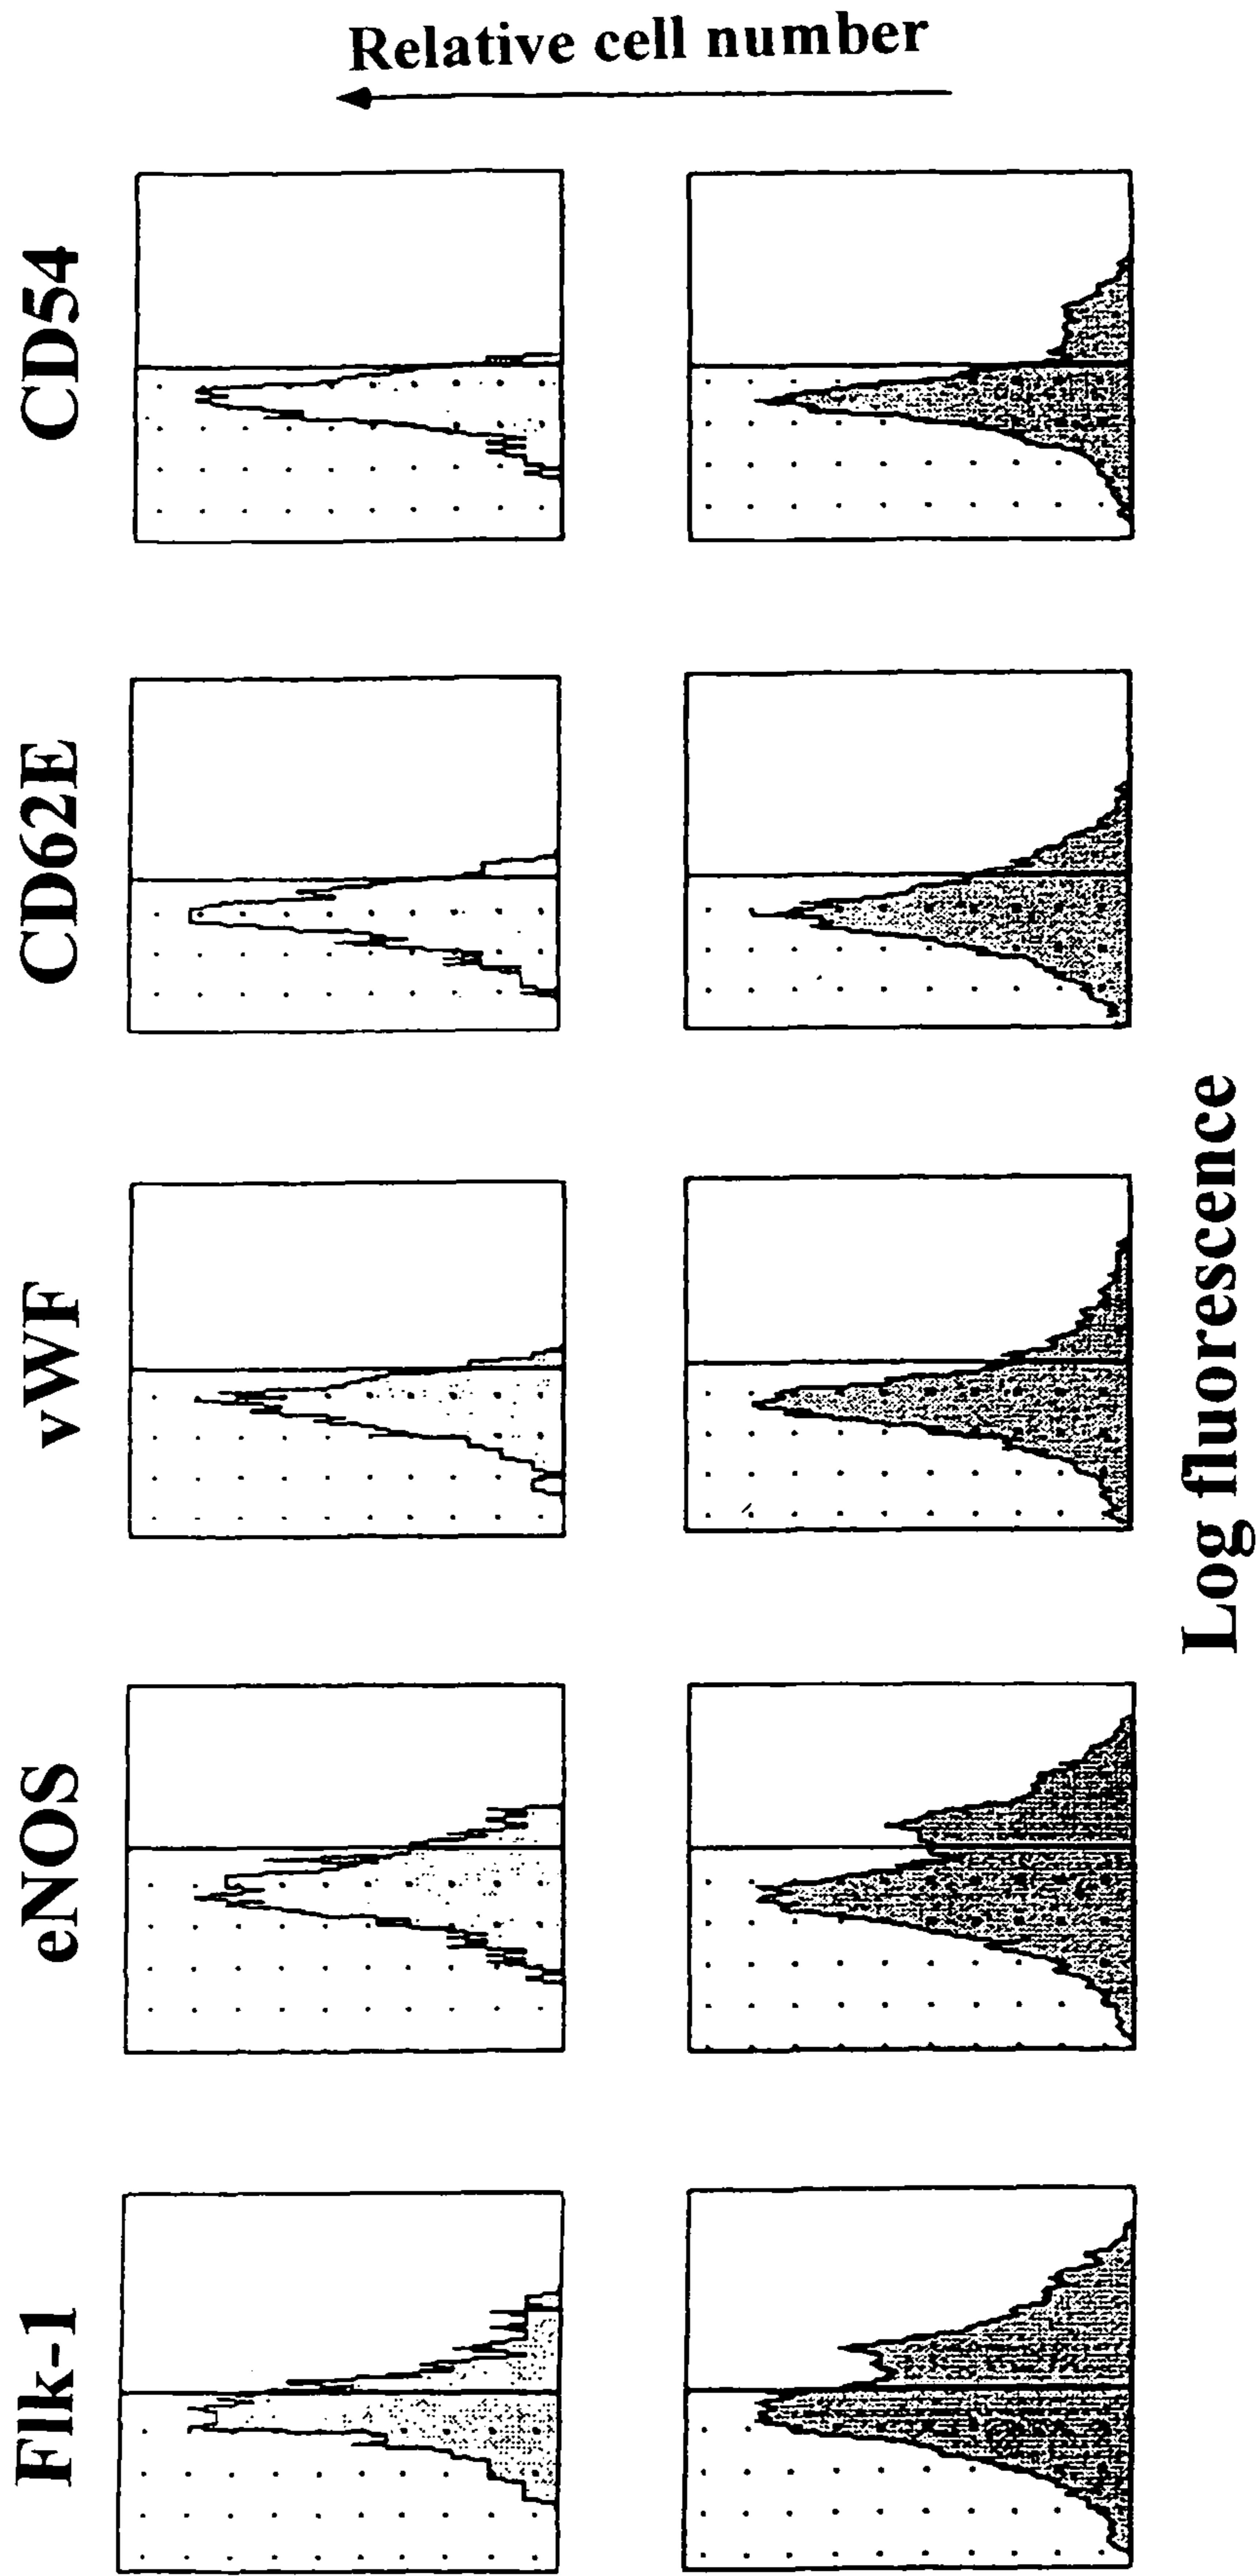 Flk-1
eNOS
vWF
CD62E
CD54
Relative cell number
Log fluorescence